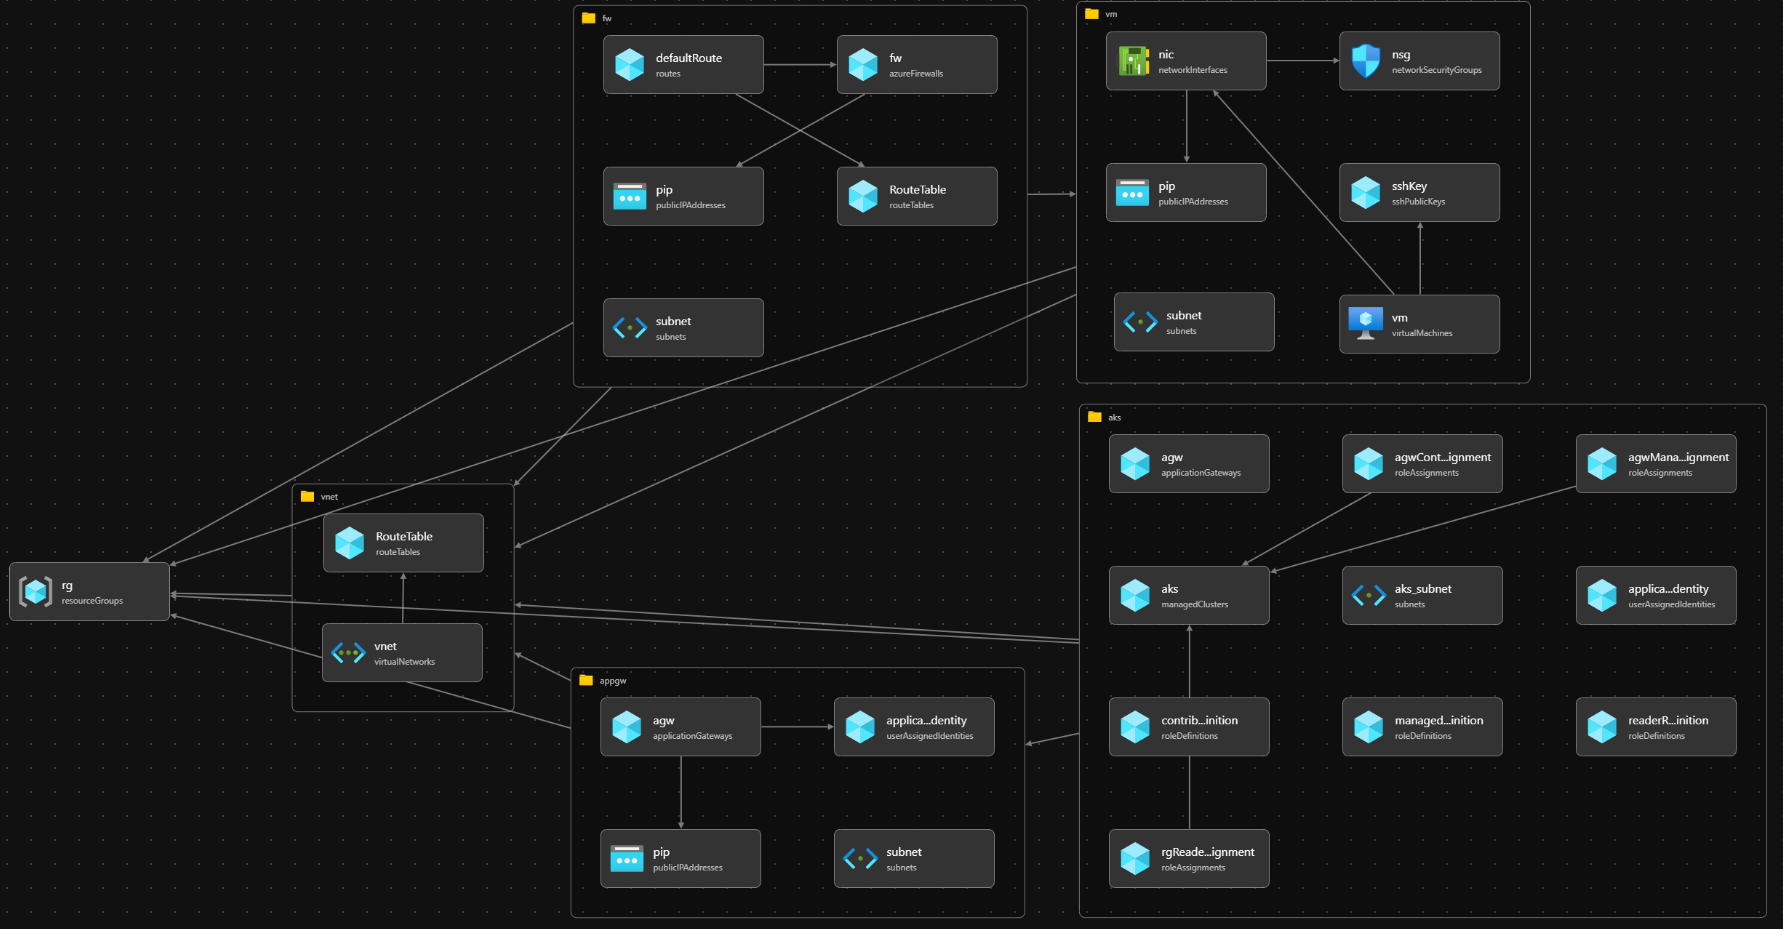 fw
defaultRoute
routes
fw
azureFirewalls
pip
publicIPAddresses
RouteTable
routeTables
subnet
subnets
vm
nic
networkInterfaces
nsg
networkSecurityGroups
pip
publicIPAddresses
sshKey
sshPublicKeys
subnet
subnets
vm
virtualMachines
rg
resourceGroups
vnet
RouteTable
routeTables
vnet
virtualNetworks
appgw
agw
applicationGateways
applica...dentity
userAssignedIdentities
pip
publicIPAddresses
subnet
subnets
aks
agw
applicationGateways
agwCont...ignment
roleAssignments
agwMana...ignment
roleAssignments
aks
managedClusters
aks_subnet
subnets
applica...dentity
userAssignedIdentities
contrib...inition
roleDefinitions
managed...inition
roleDefinitions
readerR...inition
roleDefinitions
rgReade...ignment
roleAssignments